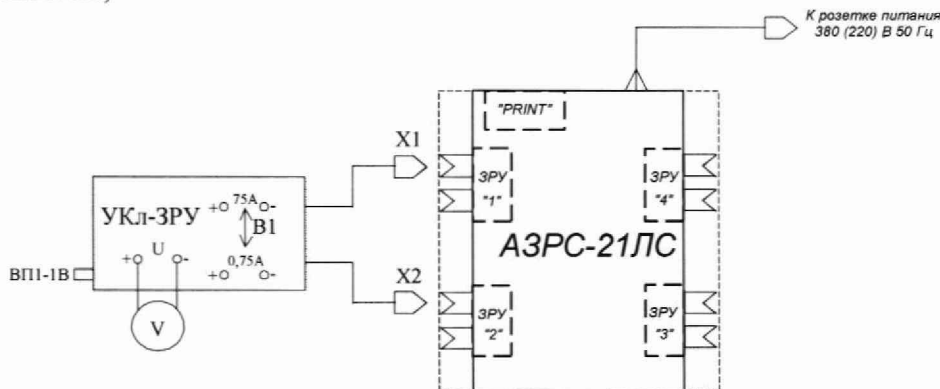 К розетке питания
380 (220) В 50 Гц
"PRINT"
X1
ЗРУ
"1"
ЗРУ
"4"
УКл-ЗРУ
+ 75А -
В1
U
+ -
+ 0,75А -
ВП1-1В
V
АЗРС-21ЛС
X2
ЗРУ
"2"
ЗРУ
"3"